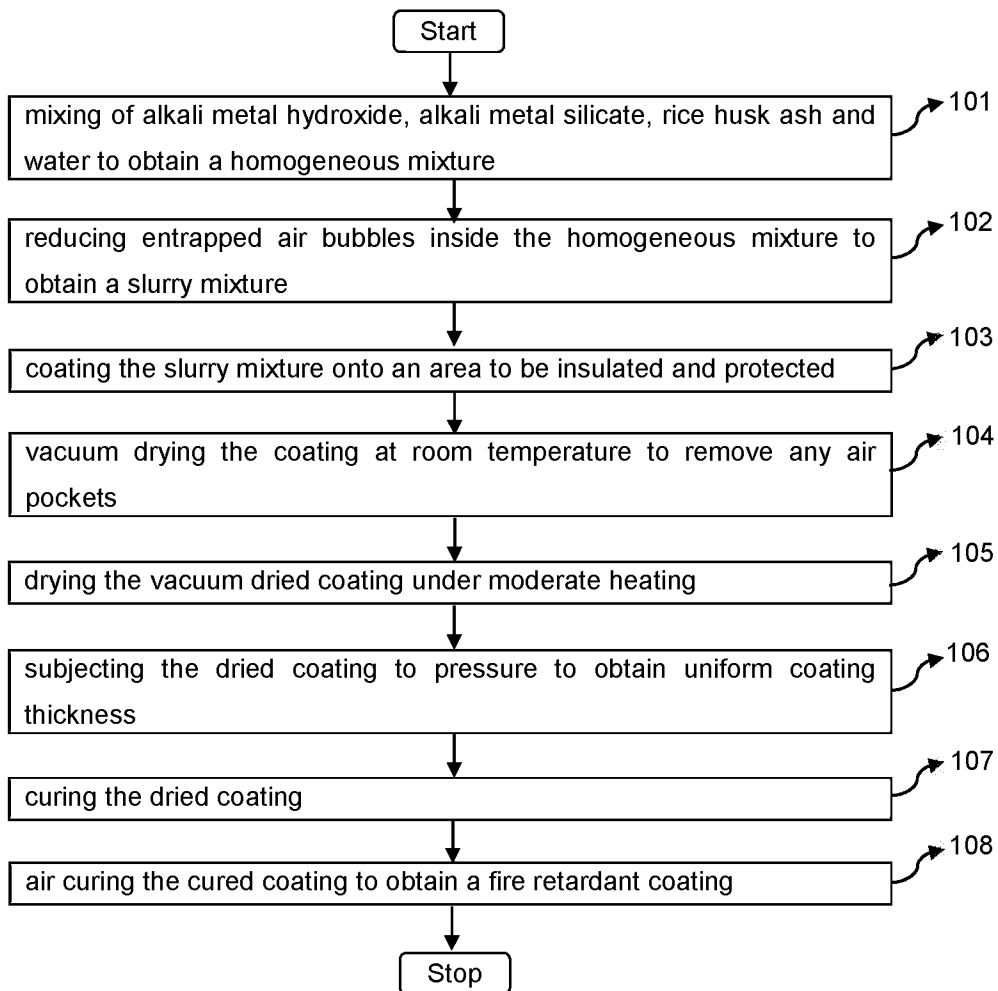 Start
mixing of alkali metal hydroxide, alkali metal silicate, rice husk ash and
water to obtain a homogeneous mixture
101
reducing entrapped air bubbles inside the homogeneous mixture to
obtain a slurry mixture
102
coating the slurry mixture onto an area to be insulated and protected
103
vacuum drying the coating at room temperature to remove any air
pockets
104
drying the vacuum dried coating under moderate heating
105
subjecting the dried coating to pressure to obtain uniform coating
thickness
106
curing the dried coating
107
air curing the cured coating to obtain a fire retardant coating
108
Stop